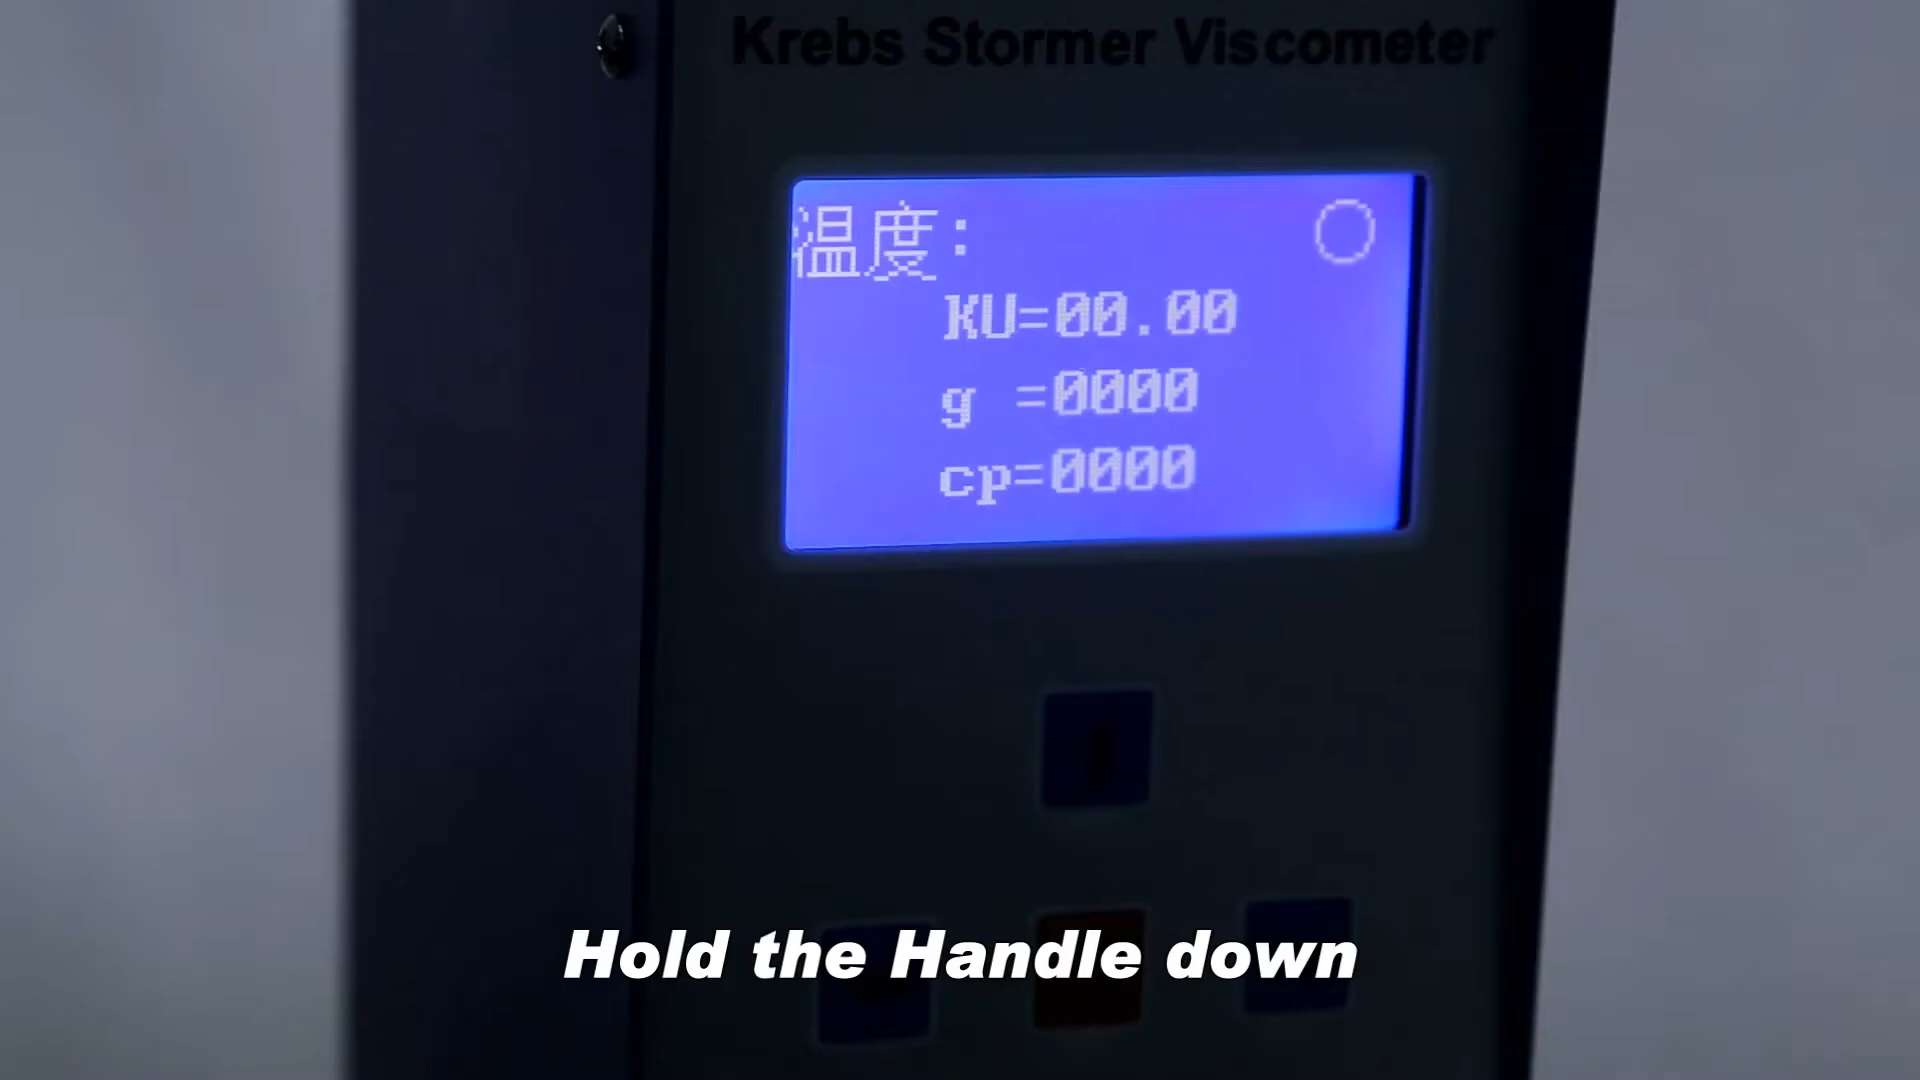 Krebs Stormer Viscometer
温度:
KU=00.00
g =0000
cp=0000
Hold the Handle down